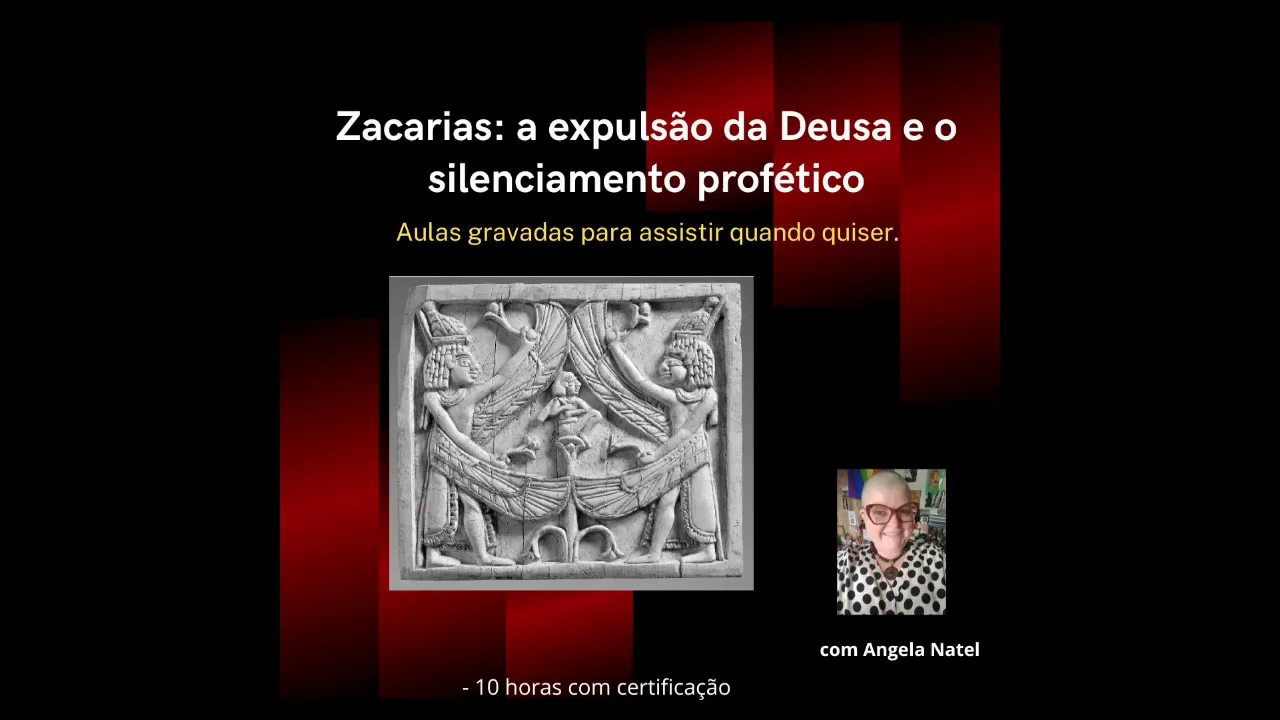 Zacarias: a expulsão da Deusa e o
silenciamento profético
Aulas gravadas para assistir quando quiser.
com Angela Natel
- 10 horas com certificação